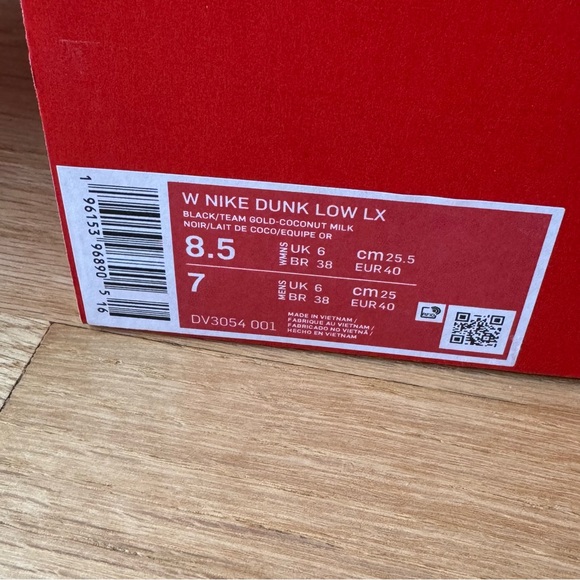 W NIKE DUNK LOW LX
BLACK/TEAM GOLD-COCONUT MILK
NOIR/LAIT DE COCO/EQUIPE OR
8.5 WMNS UK 6 cm 25.5
BR 38 EUR 40
7 MENS UK 6 cm 25
BR 38 EUR 40
DV3054 001
MADE IN VIETNAM /
FABRIQUE AU VIETNAM /
FABRICADO NO VIETNÃ /
HECHO EN VIETNAM
1 96153 96890 5 16